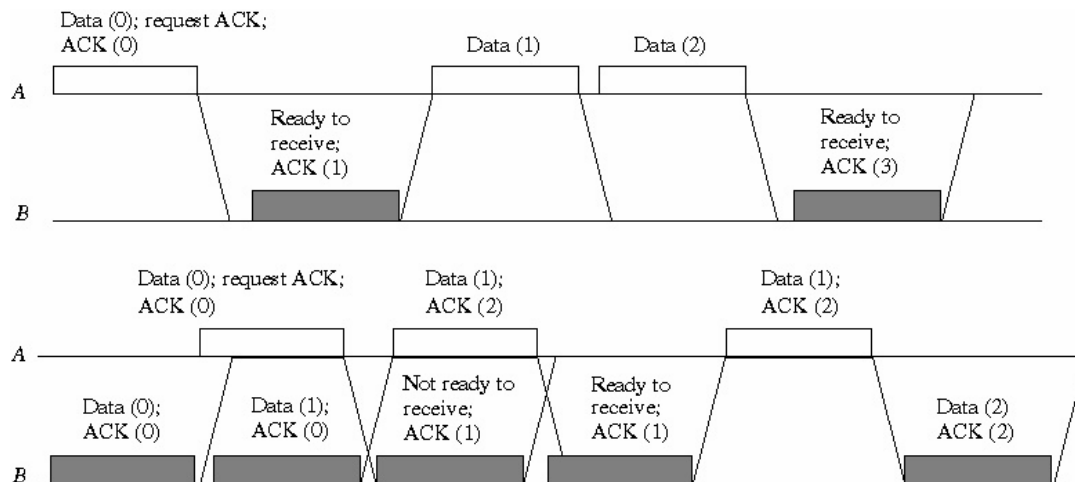 Data (0); request ACK;
ACK (0)
Data (1)
Data (2)
A
Ready to
receive;
ACK (1)
Ready to
receive;
ACK (3)
B
Data (0); request ACK;
ACK (0)
Data (1);
ACK (2)
Data (1);
ACK (2)
A
Data (0);
ACK (0)
Data (1);
ACK (0)
Not ready to
receive;
ACK (1)
Ready to
receive;
ACK (1)
Data (2)
ACK (2)
B